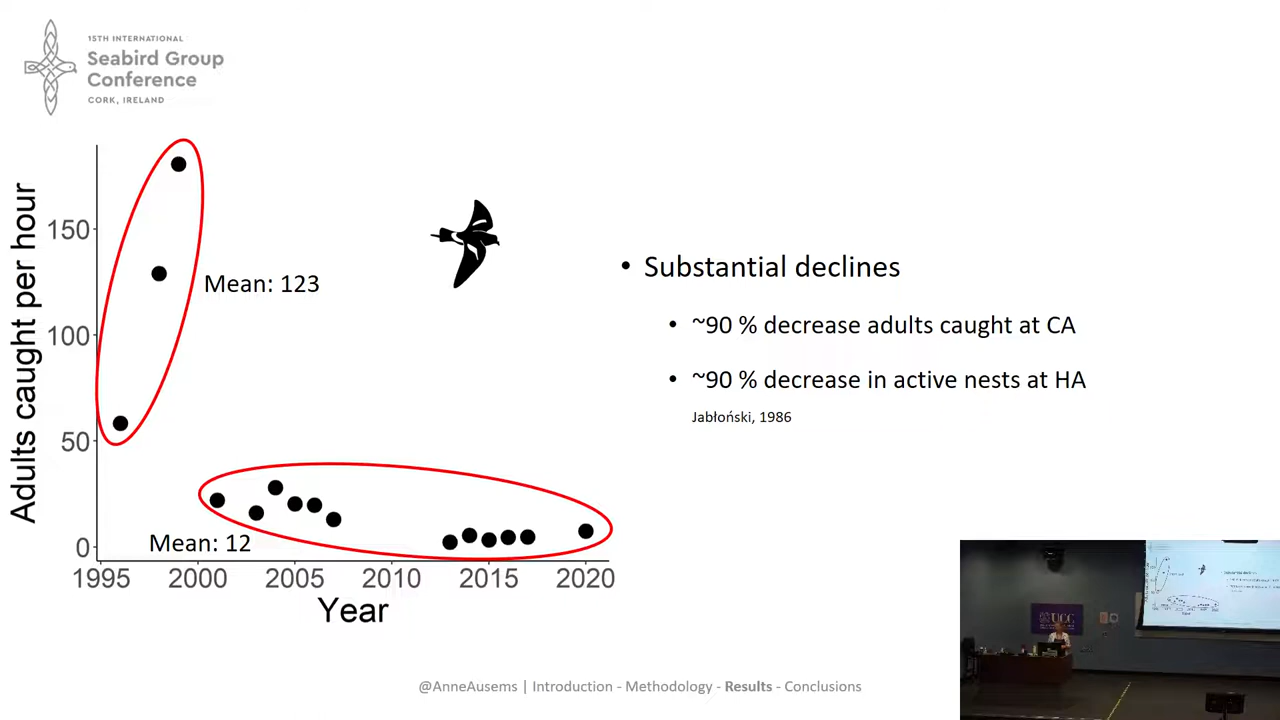 15TH INTERNATIONAL
Seabird Group
Conference
CORK, IRELAND
Adults caught per hour
150
100
50
0
1995 2000 2005 2010 2015 2020
Year
Mean: 123
Mean: 12
• Substantial declines
• ~90 % decrease adults caught at CA
• ~90 % decrease in active nests at HA
Jabłoński, 1986
@AnneAusems | Introduction - Methodology - Results - Conclusions
UCC